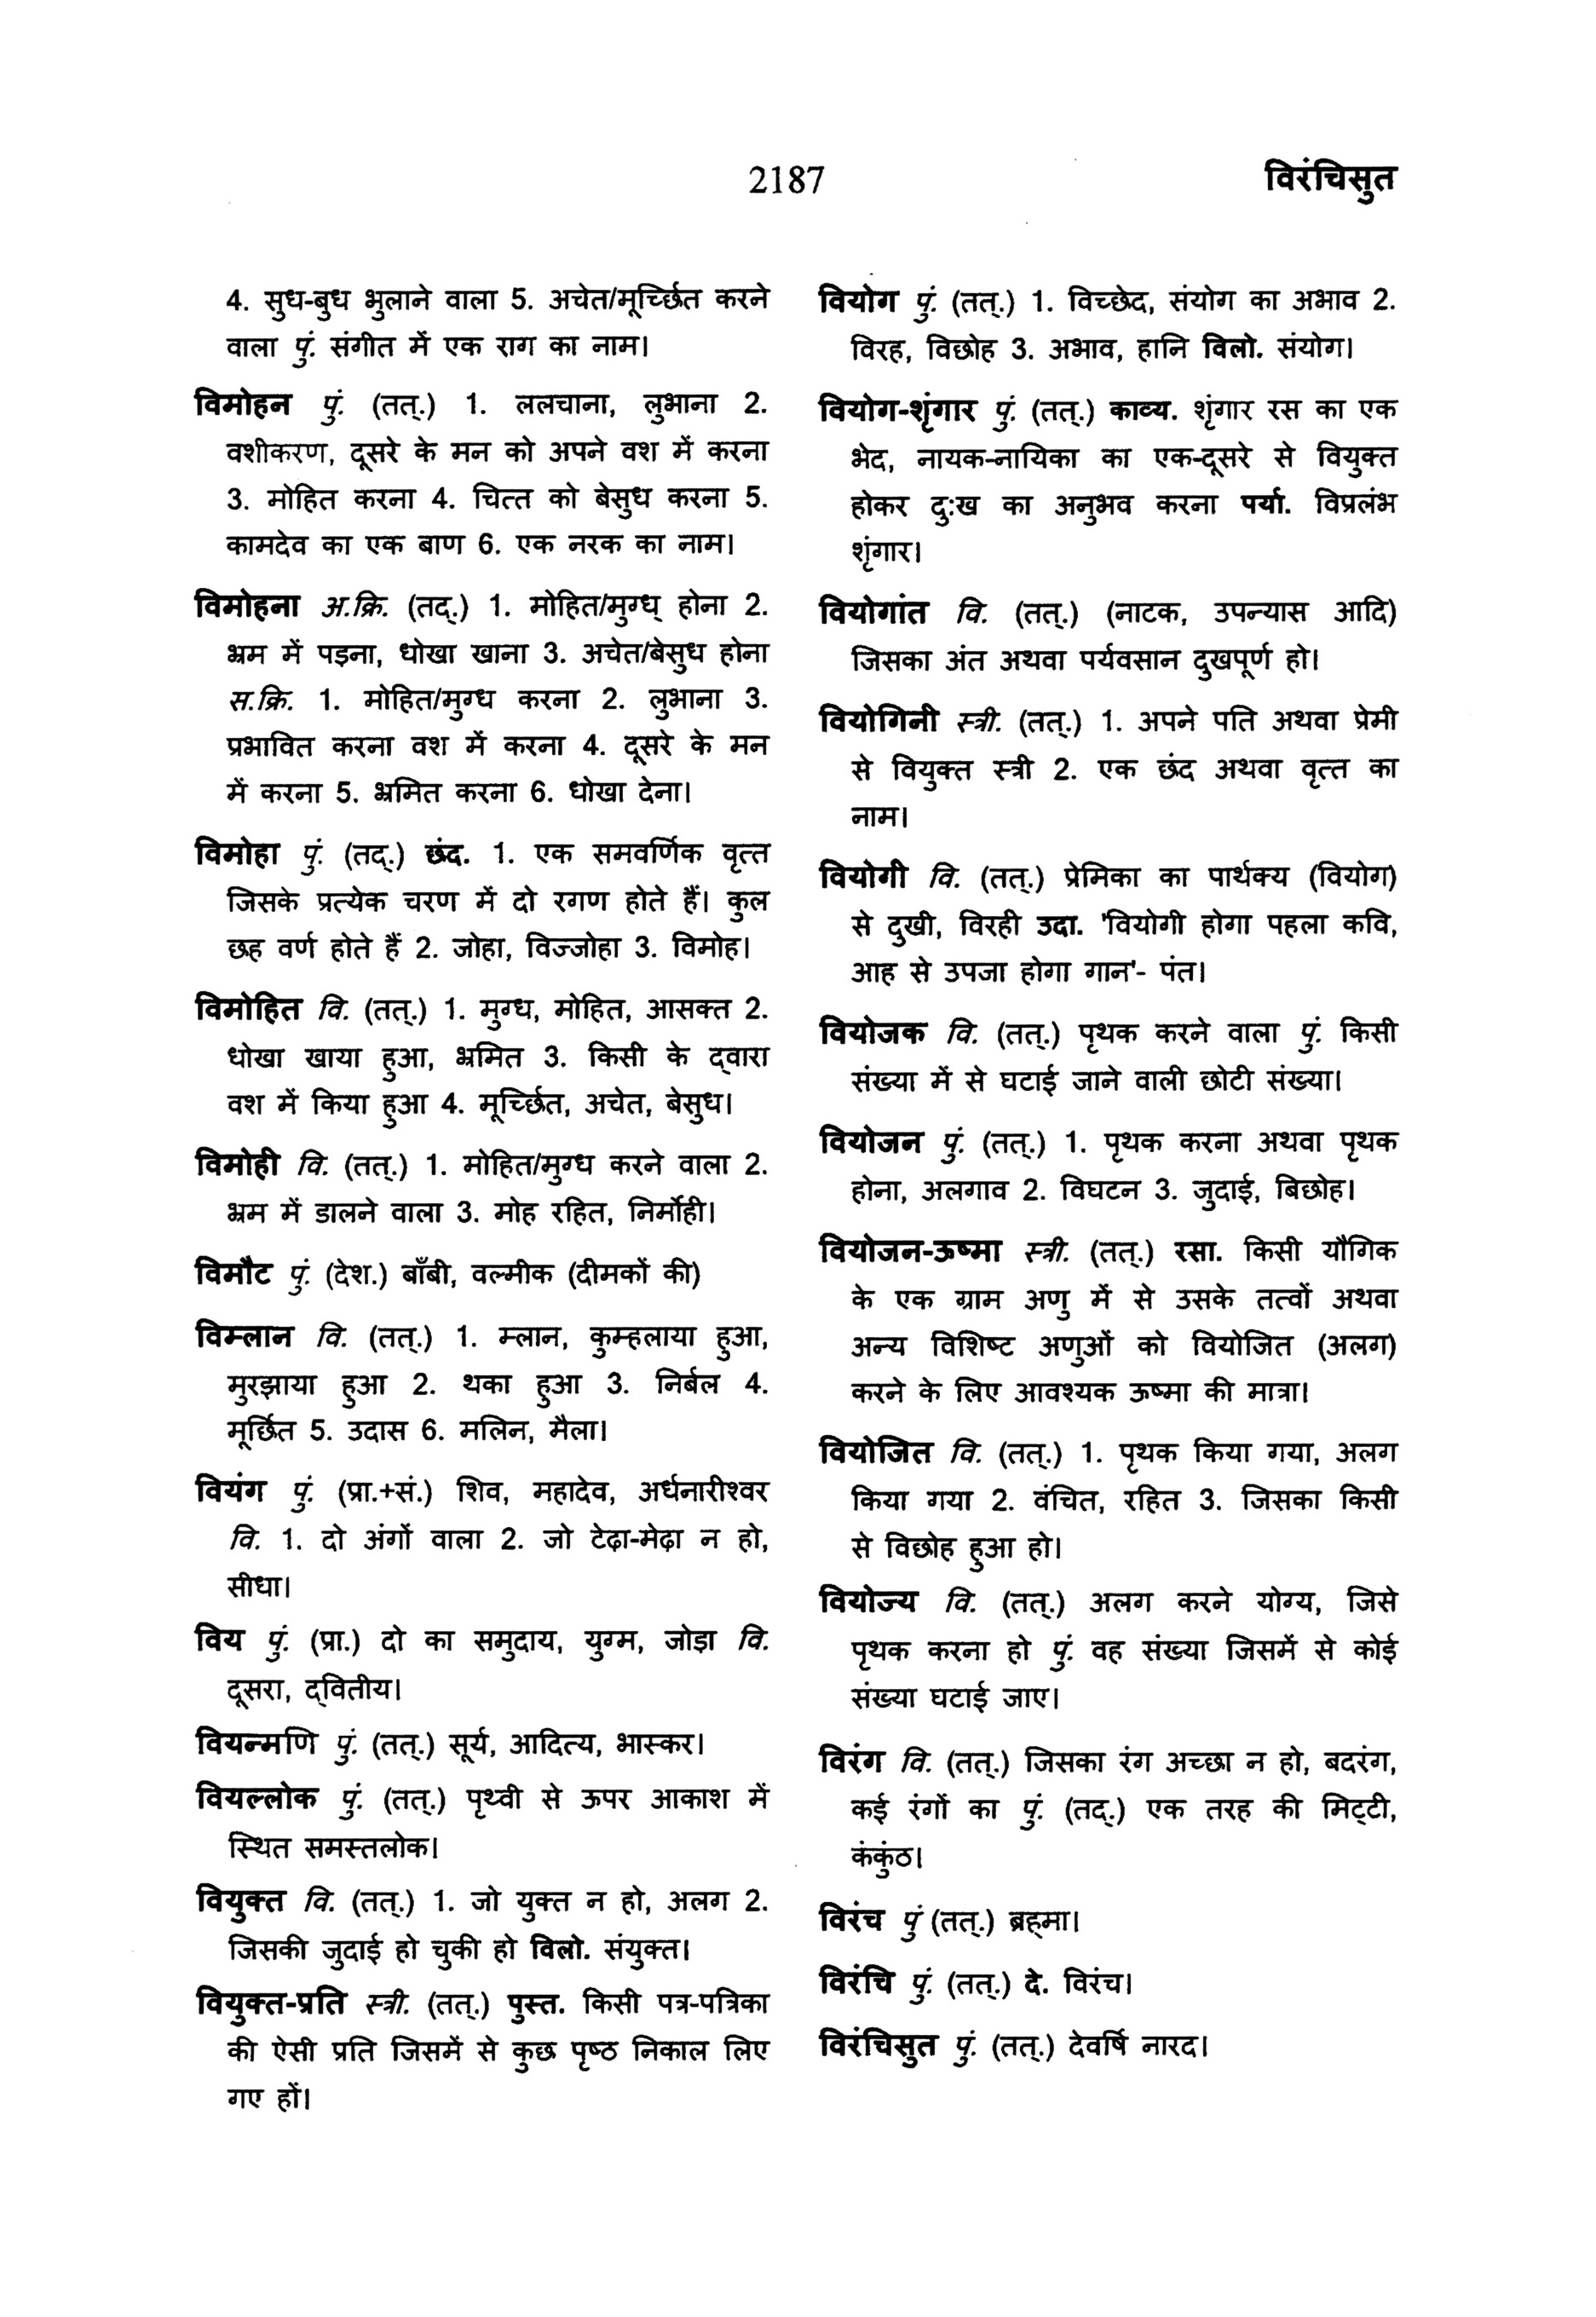 2187
विरंचिसुत
4. सुध-बुध भुलाने वाला 5. अचेत/मूर्च्छित करने
वाला पुं. संगीत में एक राग का नाम।
विमोहन पुं. (तत्.) 1. ललचाना, लुभाना 2.
वशीकरण, दूसरे के मन को अपने वश में करना
3. मोहित करना 4. चित्त को बेसुध करना 5.
कामदेव का एक बाण 6. एक नरक का नाम।
विमोहना अ.क्रि. (तद्.) 1. मोहित/मुग्ध् होना 2.
भ्रम में पड़ना, धोखा खाना 3. अचेत/बेसुध होना
स.क्रि. 1. मोहित/मुग्ध करना 2. लुभाना 3.
प्रभावित करना वश में करना 4. दूसरे के मन
में करना 5. भ्रमित करना 6. धोखा देना।
विमोहा पुं. (तद्.) छंद. 1. एक समवर्णिक वृत्त
जिसके प्रत्येक चरण में दो रगण होते हैं। कुल
छह वर्ण होते हैं 2. जोहा, विज्जोहा 3. विमोह।
विमोहित वि. (तत्.) 1. मुग्ध, मोहित, आसक्त 2.
धोखा खाया हुआ, भ्रमित 3. किसी के द्‍वारा
वश में किया हुआ 4. मूर्च्छित, अचेत, बेसुध।
विमोही वि. (तत्.) 1. मोहित/मुग्ध करने वाला 2.
भ्रम में डालने वाला 3. मोह रहित, निर्मोही।
विमौट पुं. (देश.) बाँबी, वल्मीक (दीमकों की)
विम्लान वि. (तत्.) 1. म्लान, कुम्हलाया हुआ,
मुरझाया हुआ 2. थका हुआ 3. निर्बल 4.
मूर्छित 5. उदास 6. मलिन, मैला।
वियंग पुं. (प्रा.+सं.) शिव, महादेव, अर्धनारीश्वर
वि. 1. दो अंगों वाला 2. जो टेढ़ा-मेढ़ा न हो,
सीधा।
विय पुं. (प्रा.) दो का समुदाय, युग्म, जोड़ा वि.
दूसरा, द्‍वितीय।
वियन्मणि पुं. (तत्.) सूर्य, आदित्य, भास्कर।
वियल्लोक पुं. (तत्.) पृथ्वी से ऊपर आकाश में
स्थित समस्तलोक।
वियुक्त वि. (तत्.) 1. जो युक्त न हो, अलग 2.
जिसकी जुदाई हो चुकी हो विलो. संयुक्त।
वियुक्त-प्रति स्त्री. (तत्.) पुस्त. किसी पत्र-पत्रिका
की ऐसी प्रति जिसमें से कुछ पृष्ठ निकाल लिए
गए हों।
वियोग पुं. (तत्.) 1. विच्छेद, संयोग का अभाव 2.
विरह, विछोह 3. अभाव, हानि विलो. संयोग।
वियोग-शृंगार पुं. (तत्.) काव्य. शृंगार रस का एक
भेद, नायक-नायिका का एक-दूसरे से वियुक्त
होकर दु:ख का अनुभव करना पर्या. विप्रलंभ
शृंगार।
वियोगांत वि. (तत्.) (नाटक, उपन्यास आदि)
जिसका अंत अथवा पर्यवसान दुखपूर्ण हो।
वियोगिनी स्त्री. (तत्.) 1. अपने पति अथवा प्रेमी
से वियुक्त स्त्री 2. एक छंद अथवा वृत्त का
नाम।
वियोगी वि. (तत्.) प्रेमिका का पार्थक्य (वियोग)
से दुखी, विरही उदा. 'वियोगी होगा पहला कवि,
आह से उपजा होगा गान'- पंत।
वियोजक वि. (तत्.) पृथक करने वाला पुं. किसी
संख्या में से घटाई जाने वाली छोटी संख्या।
वियोजन पुं. (तत्.) 1. पृथक करना अथवा पृथक
होना, अलगाव 2. विघटन 3. जुदाई, बिछोह।
वियोजन-ऊष्मा स्त्री. (तत्.) रसा. किसी यौगिक
के एक ग्राम अणु में से उसके तत्वों अथवा
अन्य विशिष्ट अणुओं को वियोजित (अलग)
करने के लिए आवश्यक ऊष्मा की मात्रा।
वियोजित वि. (तत्.) 1. पृथक किया गया, अलग
किया गया 2. वंचित, रहित 3. जिसका किसी
से विछोह हुआ हो।
वियोज्य वि. (तत्.) अलग करने योग्य, जिसे
पृथक करना हो पुं. वह संख्या जिसमें से कोई
संख्या घटाई जाए।
विरंग वि. (तत्.) जिसका रंग अच्छा न हो, बदरंग,
कई रंगों का पुं. (तद्.) एक तरह की मिट्‍टी,
कंकुंठ।
विरंच पुं (तत्.) ब्रह्‍मा।
विरंचि पुं. (तत्.) दे. विरंच।
विरंचिसुत पुं. (तत्.) देवर्षि नारद।